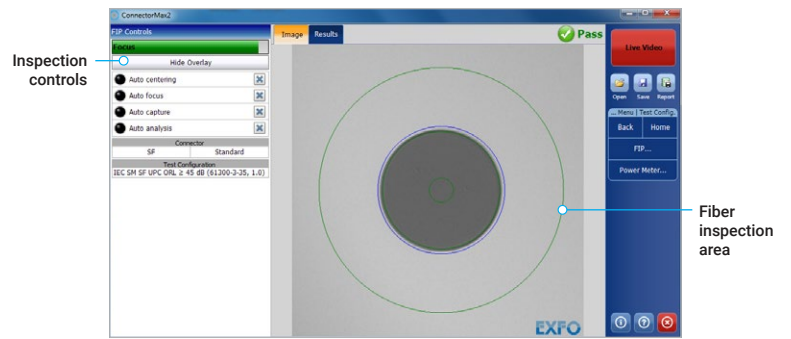 ConnectorMax2
FIP Controls
Focus
Hide Overlay
Auto centering
Auto focus
Auto capture
Auto analysis
Connector
SF Standard
Test Configuration
IEC SM SF UPC ORL ≥ 45 dB (61300-3-35, 1.0)
Image Results
Pass
EXFO
Live Video
Open Save Report
... Menu | Test Config.
Back Home
FIP...
Power Meter...
Inspection
controls
Fiber
inspection
area